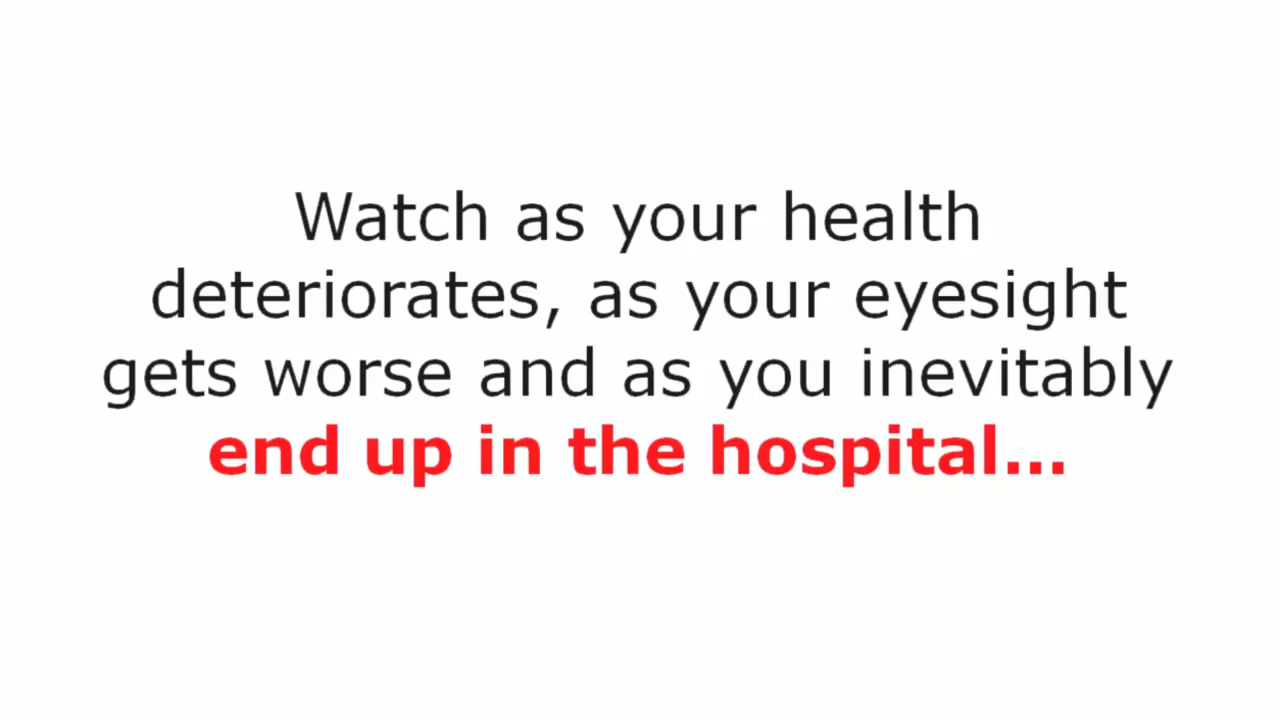 Watch as your health
deteriorates, as your eyesight
gets worse and as you inevitably
end up in the hospital...